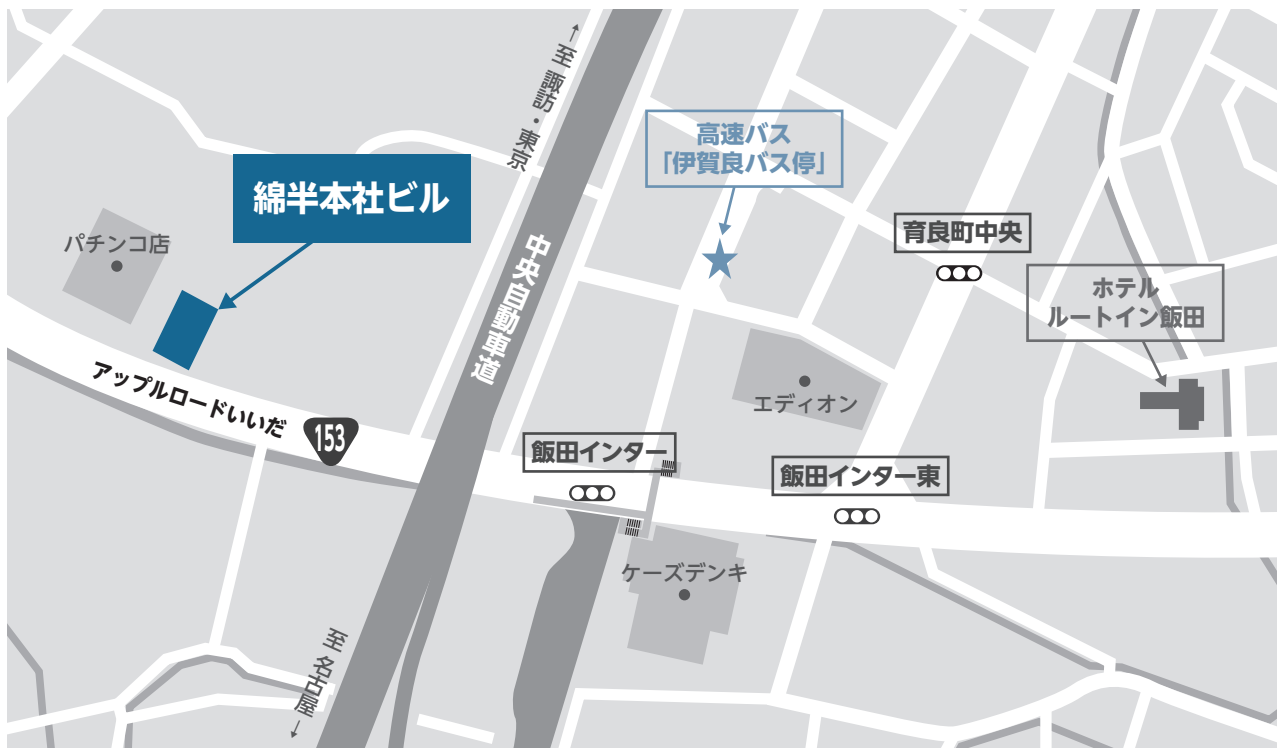 ↑至 諏訪・東京
高速バス
「伊賀良バス停」
綿半本社ビル
パチンコ店
育良町中央
中央自動車道
ホテル
ルートイン飯田
アップルロードいいだ
153
エディオン
飯田インター
飯田インター東
ケーズデンキ
至 名古屋↓